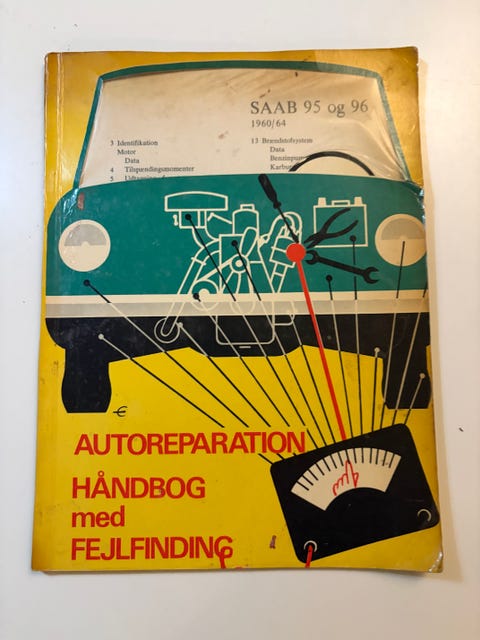 SAAB 95 og 96
1960/64
3 Identifikation
Motor
Data
4 Tilspændingsmomenter
5
13 Brændstofsystem
Data
AUTOREPARATION
HÅNDBOG
med
FEJLFINDING